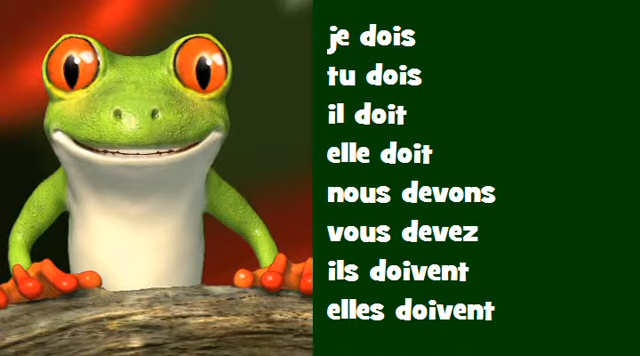 je dois
tu dois
il doit
elle doit
nous devons
vous devez
ils doivent
elles doivent